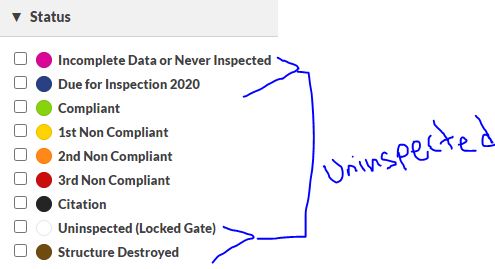 ▼ Status
Incomplete Data or Never Inspected
Due for Inspection 2020
Compliant
1st Non Compliant
2nd Non Compliant
3rd Non Compliant
Citation
Uninspected (Locked Gate)
Structure Destroyed
Uninspected